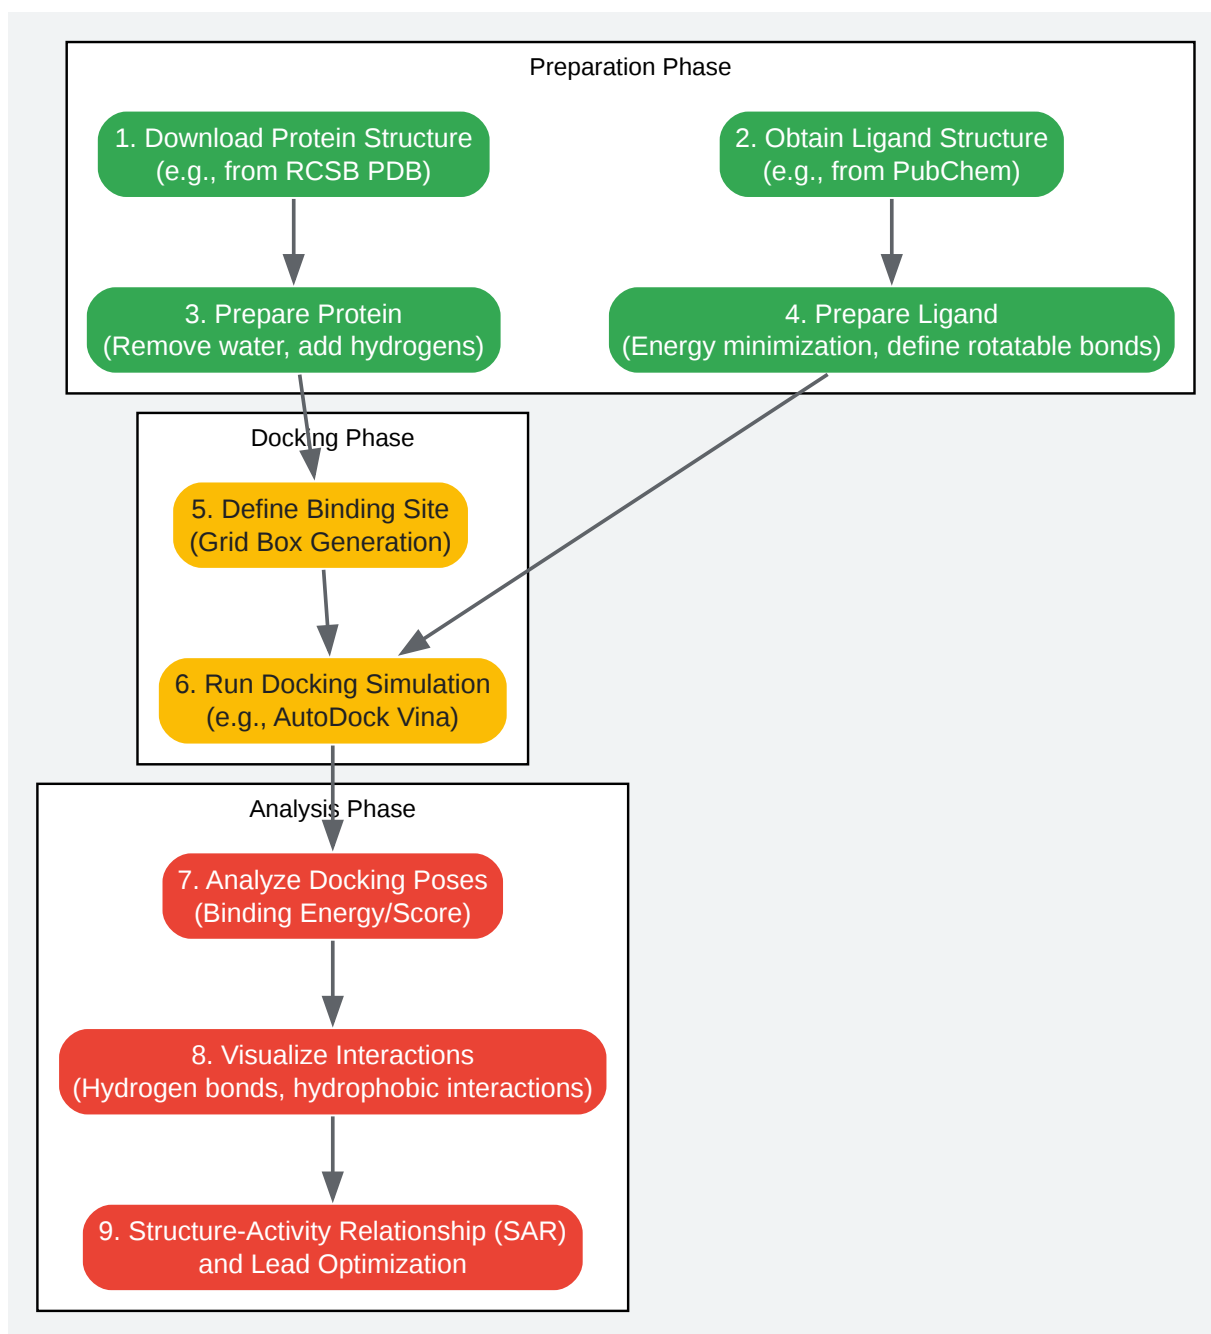 Preparation Phase
1. Download Protein Structure
(e.g., from RCSB PDB)
2. Obtain Ligand Structure
(e.g., from PubChem)
3. Prepare Protein
(Remove water, add hydrogens)
4. Prepare Ligand
(Energy minimization, define rotatable bonds)
Docking Phase
5. Define Binding Site
(Grid Box Generation)
6. Run Docking Simulation
(e.g., AutoDock Vina)
Analysis Phase
7. Analyze Docking Poses
(Binding Energy/Score)
8. Visualize Interactions
(Hydrogen bonds, hydrophobic interactions)
9. Structure-Activity Relationship (SAR)
and Lead Optimization